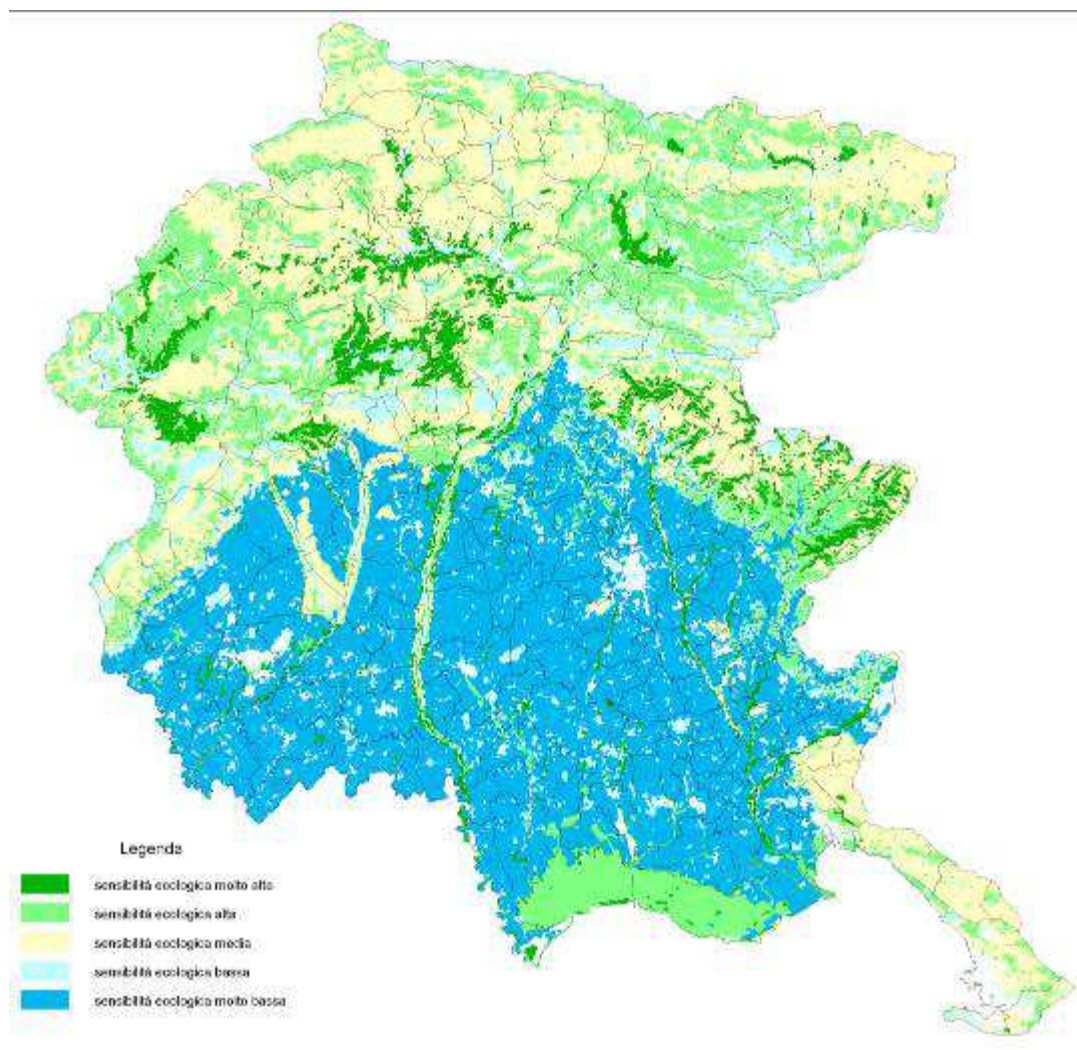 Legenda
sensibilità ecologica molto alta
sensibilità ecologica alta
sensibilità ecologica media
sensibilità ecologica bassa
sensibilità ecologica molto bassa